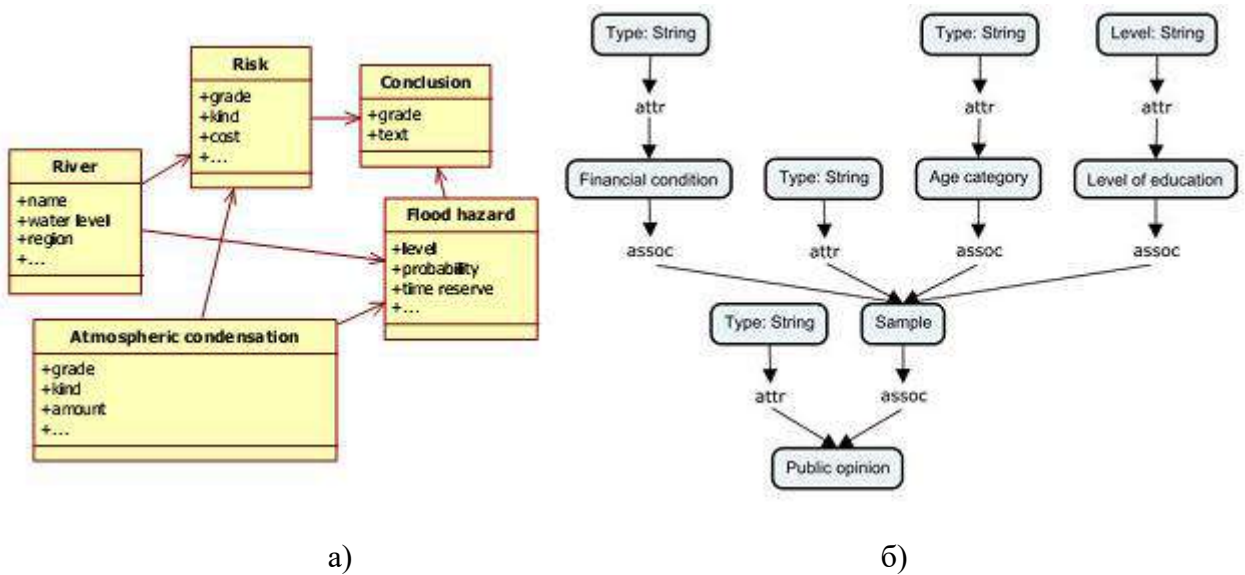 Risk
+grade
+kind
+cost
+...
Conclusion
+grade
+text
River
+name
+water level
+region
+...
Flood hazard
+level
+probability
+time reserve
+...
Atmospheric condensation
+grade
+kind
+amount
+...
а)
Type: String
Type: String
Level: String
attr
attr
attr
Financial condition
Type: String
Age category
Level of education
assoc
attr
assoc
assoc
Type: String
Sample
attr
assoc
Public opinion
б)